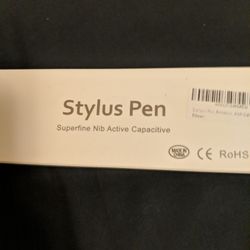 Stylus Pen
Superfine Nib Active Capacitive
MADE IN
CHINA
CE RoHS